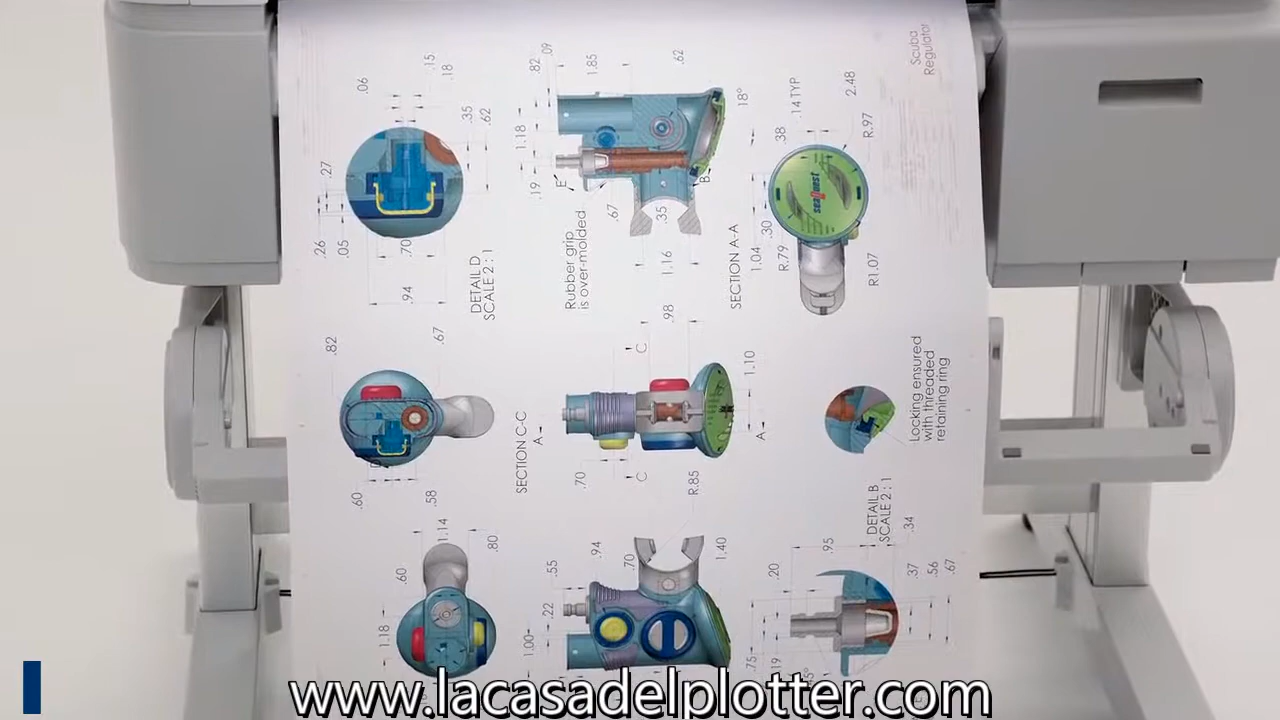 Scuba
Regulator
.09
.15
.82
1.85
.62
.06
.18
18°
.14 TYP
2.48
.35
.62
1.18
.38
R.97
.27
.19
E
B
.67
.35
.26
.05
.70
Rubber grip
is over-molded
1.16
SECTION A-A
1.04
.30
R.79
R1.07
DETAIL D
SCALE 2 : 1
.94
.98
.82
.67
C
1.10
Locking ensured
with threaded
retaining ring
SECTION C-C
A
A
D
.60
.58
.70
C
R.85
DETAIL B
SCALE 2 : 1
.34
1.14
.80
.94
.70
1.40
.95
.60
.55
.20
.37
.56
.67
.22
1.18
1.00
.75
.19
www.lacasadelplotter.com